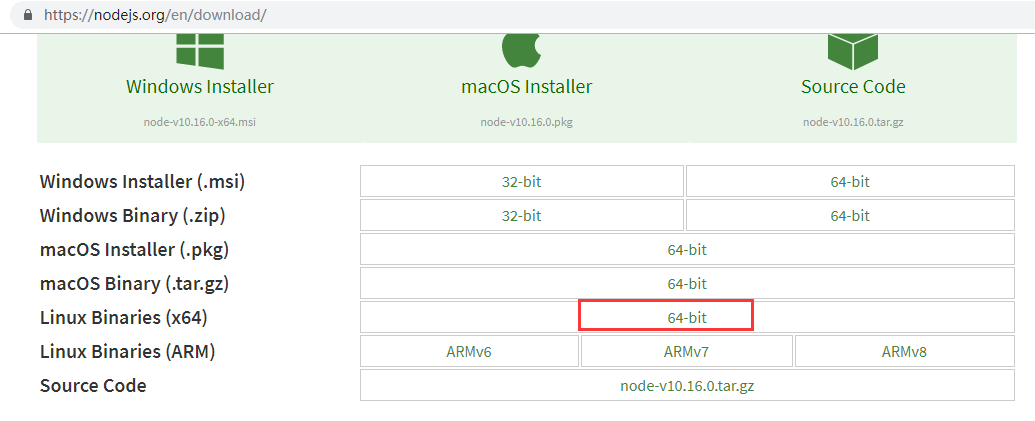 https://nodejs.org/en/download/
Windows Installer macOS Installer Source Code
node-v10.16.0-x64.msi node-v10.16.0.pkg node-v10.16.0.tar.gz
Windows Installer (.msi) 32-bit 64-bit
Windows Binary (.zip) 32-bit 64-bit
macOS Installer (.pkg) 64-bit
macOS Binary (.tar.gz) 64-bit
Linux Binaries (x64) 64-bit
Linux Binaries (ARM) ARMv6 ARMv7 ARMv8
Source Code node-v10.16.0.tar.gz